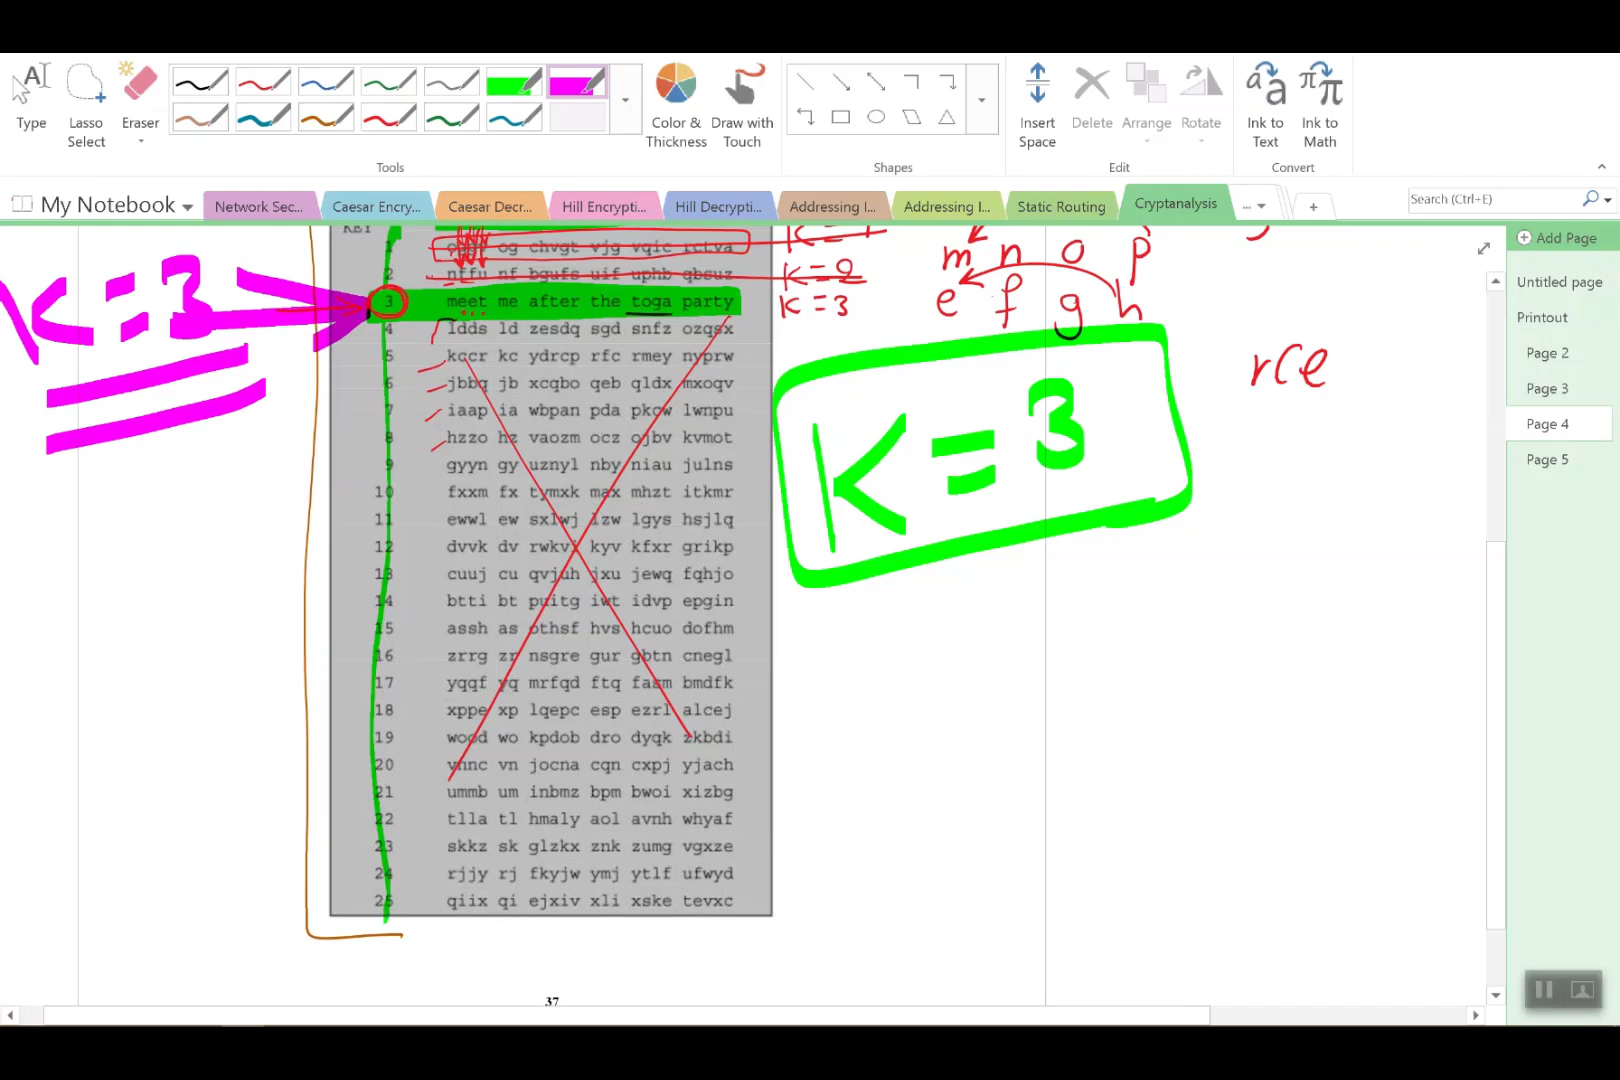 Type
Lasso Select
Eraser
Color & Thickness
Draw with Touch
Insert Space
Delete
Arrange
Rotate
Ink to Text
Ink to Math
Tools
Shapes
Edit
Convert
My Notebook
Network Sec...
Caesar Encry...
Caesar Decr...
Hill Encrypti...
Hill Decrypti...
Addressing I...
Addressing I...
Static Routing
Cryptanalysis
...
Search (Ctrl+E)
Add Page
Untitled page
Printout
Page 2
Page 3
Page 4
Page 5
KEY
1 og chvgt vjg vqic rctva
2 nffu nf bgufs uif uphb qbsuz
K=2
3 meet me after the toga party
K=3
4 ldds ld zesdq sgd snfz ozqsx
5 kccr kc ydrcp rfc rmey nyprw
6 jbbq jb xcqbo qeb qldx mxoqv
7 iaap ia wbpan pda pkcw lwnpu
8 hzzo hz vaozm ocz ojbv kvmot
9 gyyn gy uznyl nby niau julns
10 fxxm fx tymxk max mhzt itkmr
11 ewwl ew sxlwj lzw lgys hsjlq
12 dvvk dv rwkvi kyv kfxr grikp
13 cuuj cu qvjuh jxu jewq fqhjo
14 btti bt puitg iwt idvp epgin
15 assh as othsf hvs hcuo dofhm
16 zrrg zr nsgre gur gbtn cnegl
17 yqqf yq mrfqd ftq fasm bmdfk
18 xppe xp lqepc esp ezrl alcej
19 wood wo kpdob dro dyqk zkbdi
20 vnnc vn jocna cqn cxpj yjach
21 ummb um inbmz bpm bwoi xizbg
22 tlla tl hmaly aol avnh whyaf
23 skkz sk glzkx znk zumg vgxze
24 rjjy rj fkyjw ymj ytlf ufwyd
25 qiix qi ejxiv xli xske tevxc
K=3
m n o p
e f g h
K=3
rce
37